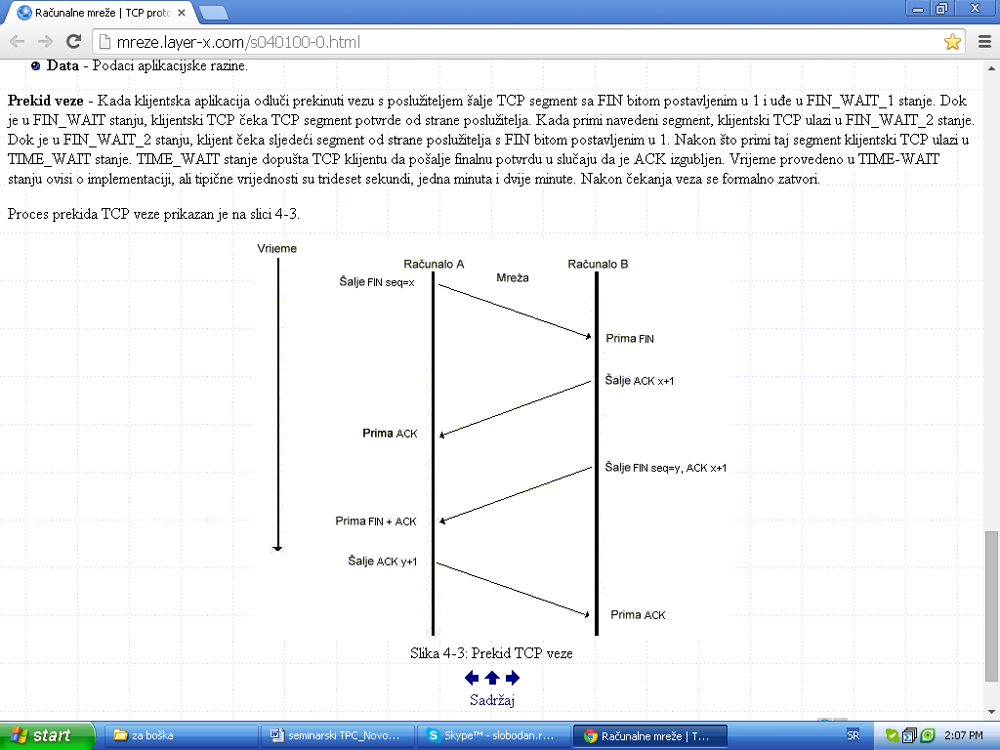 Računalne mreže | TCP proto
mreze.layer-x.com/s040100-0.html
Data - Podaci aplikacijske razine.
Prekid veze - Kada klijentska aplikacija odluči prekinuti vezu s poslužiteljem šalje TCP segment sa FIN bitom postavljenim u 1 i uđe u FIN_WAIT_1 stanje. Dok
je u FIN_WAIT stanju, klijentski TCP čeka TCP segment potvrde od strane poslužitelja. Kada primi navedeni segment, klijentski TCP ulazi u FIN_WAIT_2 stanje.
Dok je u FIN_WAIT_2 stanju, klijent čeka sljedeći segment od strane poslužitelja s FIN bitom postavljenim u 1. Nakon što primi taj segment klijentski TCP ulazi u
TIME_WAIT stanje. TIME_WAIT stanje dopušta TCP klijentu da pošalje finalnu potvrdu u slučaju da je ACK izgubljen. Vrijeme provedeno u TIME-WAIT
stanju ovisi o implementaciji, ali tipične vrijednosti su trideset sekundi, jedna minuta i dvije minute. Nakon čekanja veza se formalno zatvori.
Proces prekida TCP veze prikazan je na slici 4-3.
Vrijeme
Računalo A
Računalo B
Mreža
Šalje FIN seq=x
Prima FIN
Šalje ACK x+1
Prima ACK
Šalje FIN seq=y, ACK x+1
Prima FIN + ACK
Šalje ACK y+1
Prima ACK
Slika 4-3: Prekid TCP veze
Sadržaj
start
za boška
seminarski TPC_Novo...
Skype™ - slobodan.r...
Računalne mreže | T...
SR
2:07 PM